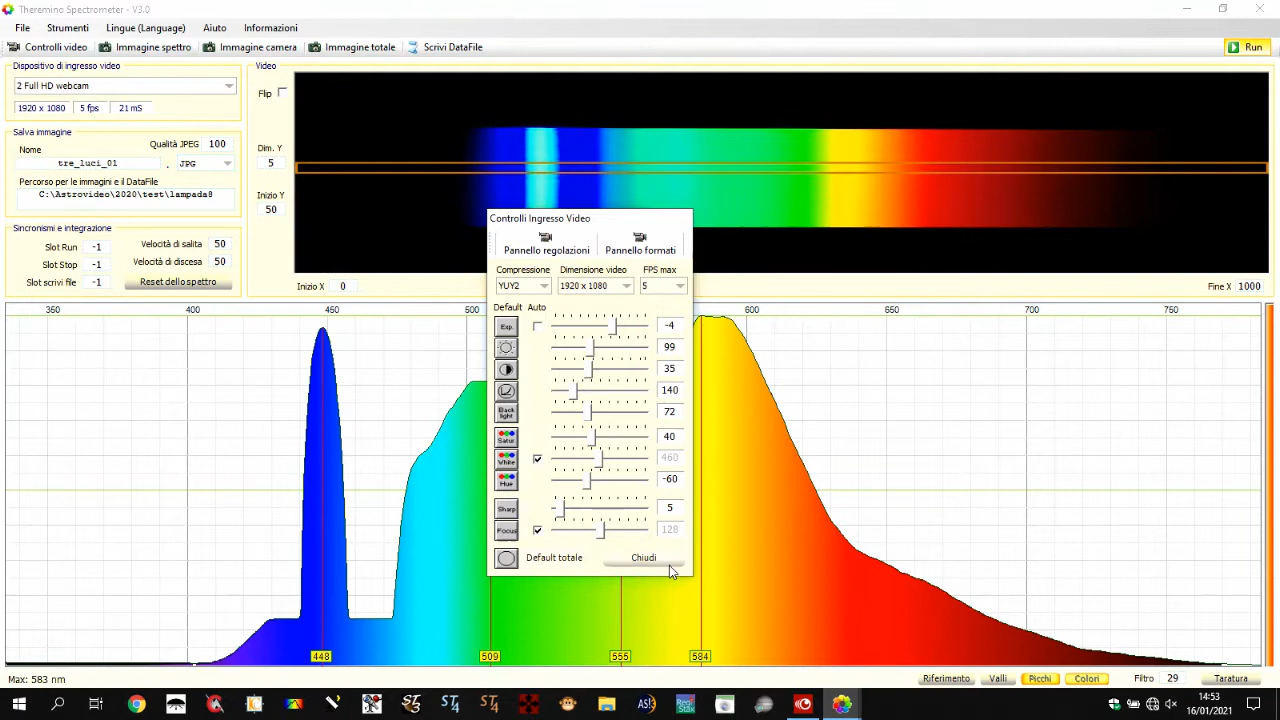 Theremino Spectrometer - V3.0
File Strumenti Lingue (Language) Aiuto Informazioni
Controlli video Immagine spettro Immagine camera Immagine totale Scrivi DataFile Run
Dispositivo di ingresso video
2 Full HD webcam
1920 x 1080 5 fps 21 mS
Salva immagine
Qualità JPEG 100
Nome
tre_luci_01 . JPG
Percorso per le immagini e il DataFile
C:\Astrovideo\2020\test\lampada8
Sincronismi e integrazione
Slot Run -1 Velocità di salita 50
Slot Stop -1 Velocità di discesa 50
Slot scrivi file -1 Reset dello spettro
Video
Flip
Dim. Y
5
Inizio Y
50
Inizio X 0 Fine X 1000
Controlli Ingresso Video
Pannello regolazioni Pannello formati
Compressione Dimensione video FPS max
YUY2 1920 x 1080 5
Default Auto
Exp. -4
99
35
140
Back light 72
Satur. 40
White 460
Hue -60
Sharp 5
Focus 128
Default totale Chiudi
350 400 450 500 600 650 700 750
448 509 555 584
Max: 583 nm Riferimento Valli Picchi Colori Filtro 29 Taratura
14:53
16/01/2021